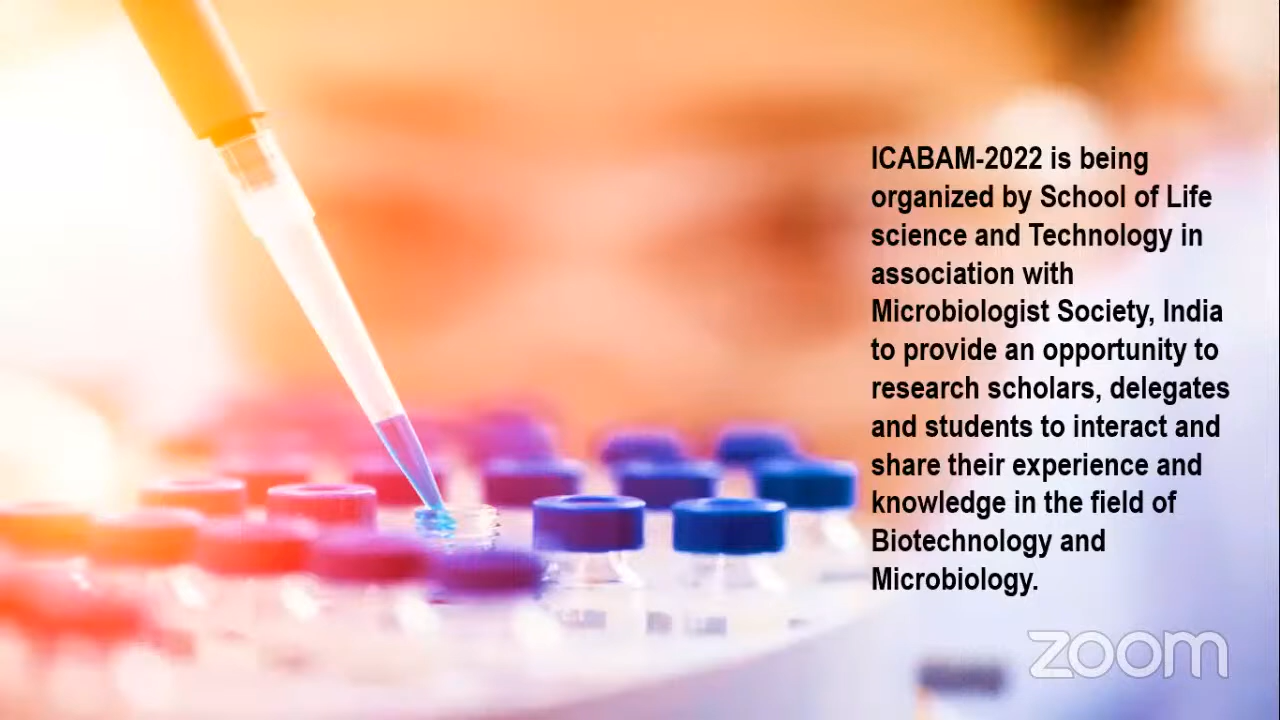 ICABAM-2022 is being
organized by School of Life
science and Technology in
association with
Microbiologist Society, India
to provide an opportunity to
research scholars, delegates
and students to interact and
share their experience and
knowledge in the field of
Biotechnology and
Microbiology.
zoom